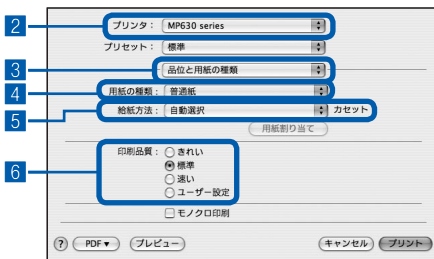 2 プリンタ： MP630 series
プリセット： 標準
3 品位と用紙の種類
4 用紙の種類： 普通紙
5 給紙方法： 自動選択 カセット
用紙割り当て
6 印刷品質： きれい
標準
速い
ユーザー設定
モノクロ印刷
? PDF▼ プレビュー キャンセル プリント